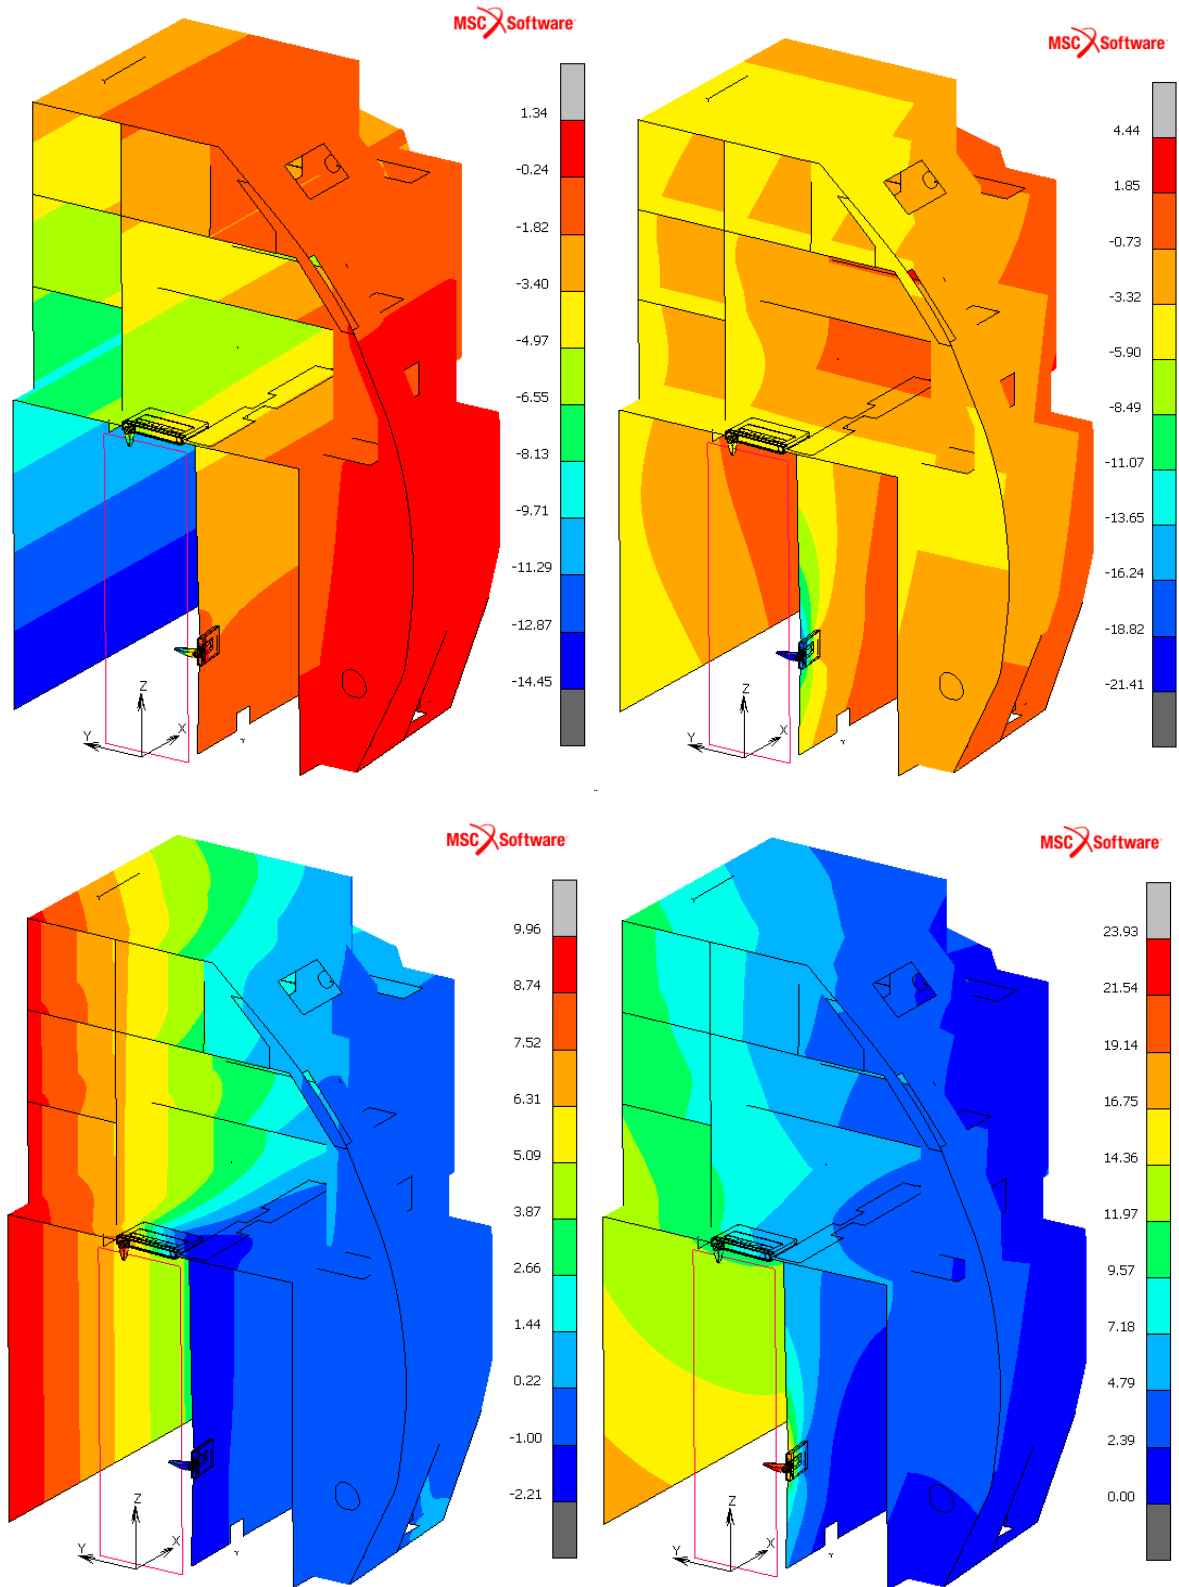 MSC Software
1.34
-0.24
-1.82
-3.40
-4.97
-6.55
-8.13
-9.71
-11.29
-12.87
-14.45
Z
X
Y
MSC Software
4.44
1.85
-0.73
-3.32
-5.90
-8.49
-11.07
-13.65
-16.24
-18.82
-21.41
Z
X
Y
MSC Software
9.96
8.74
7.52
6.31
5.09
3.87
2.66
1.44
0.22
-1.00
-2.21
Z
X
Y
MSC Software
23.93
21.54
19.14
16.75
14.36
11.97
9.57
7.18
4.79
2.39
0.00
Z
X
Y